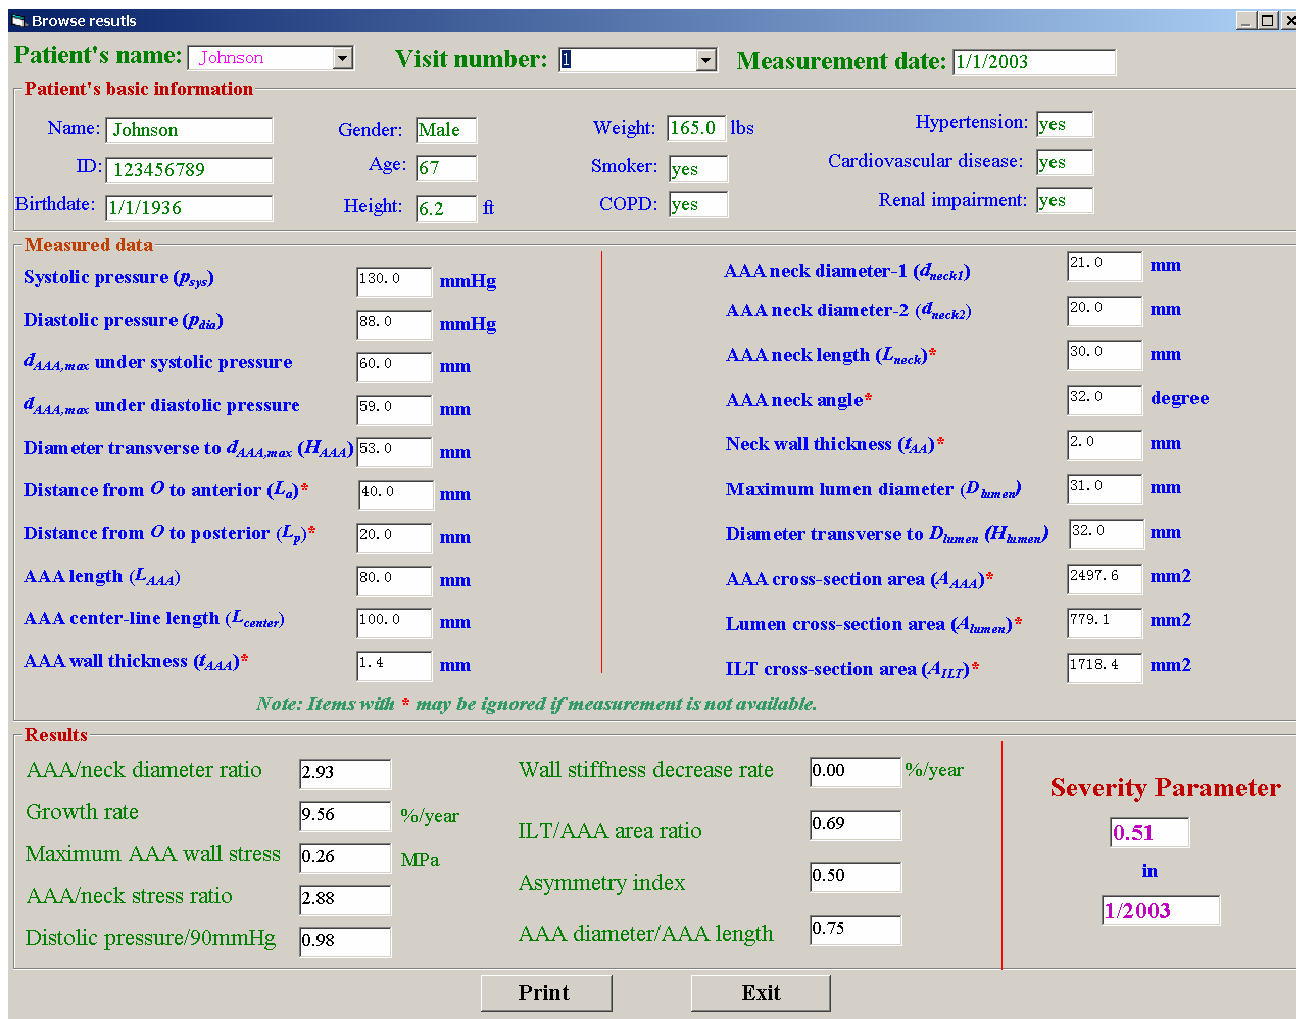 Browse resutls
Patient's name: Johnson Visit number: 1 Measurement date: 1/1/2003
Patient's basic information
Name: Johnson Gender: Male Weight: 165.0 lbs Hypertension: yes
ID: 123456789 Age: 67 Smoker: yes Cardiovascular disease: yes
Birthdate: 1/1/1936 Height: 6.2 ft COPD: yes Renal impairment: yes
Measured data
Systolic pressure (psys) 130.0 mmHg
Diastolic pressure (pdia) 88.0 mmHg
dAAA,max under systolic pressure 60.0 mm
dAAA,max under diastolic pressure 59.0 mm
Diameter transverse to dAAA,max (HAAA) 53.0 mm
Distance from O to anterior (La)* 40.0 mm
Distance from O to posterior (Lp)* 20.0 mm
AAA length (LAAA) 80.0 mm
AAA center-line length (Lcenter) 100.0 mm
AAA wall thickness (tAAA)* 1.4 mm
AAA neck diameter-1 (dneck1) 21.0 mm
AAA neck diameter-2 (dneck2) 20.0 mm
AAA neck length (Lneck)* 30.0 mm
AAA neck angle* 32.0 degree
Neck wall thickness (tAA)* 2.0 mm
Maximum lumen diameter (Dlumen) 31.0 mm
Diameter transverse to Dlumen (Hlumen) 32.0 mm
AAA cross-section area (AAAA)* 2497.6 mm2
Lumen cross-section area (Alumen)* 779.1 mm2
ILT cross-section area (AILT)* 1718.4 mm2
Note: Items with * may be ignored if measurement is not available.
Results
AAA/neck diameter ratio 2.93
Growth rate 9.56 %/year
Maximum AAA wall stress 0.26 MPa
AAA/neck stress ratio 2.88
Distolic pressure/90mmHg 0.98
Wall stiffness decrease rate 0.00 %/year
ILT/AAA area ratio 0.69
Asymmetry index 0.50
AAA diameter/AAA length 0.75
Severity Parameter
0.51
in
1/2003
Print Exit